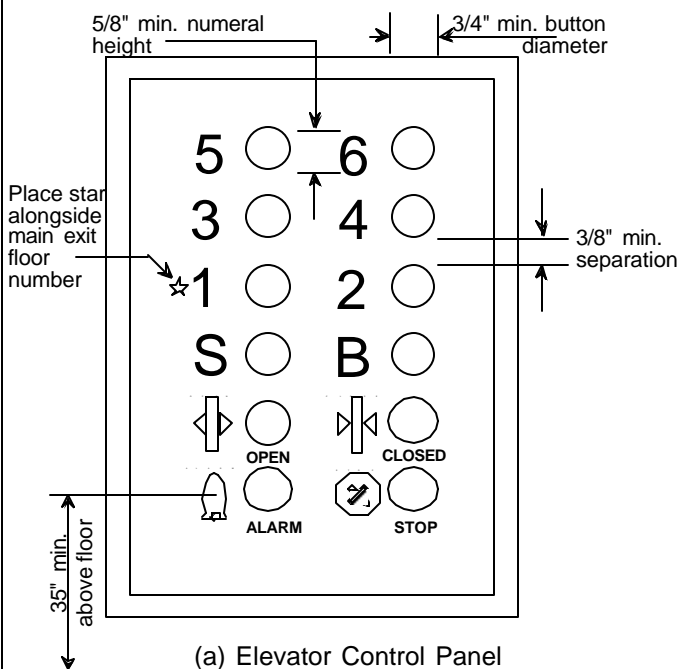 5/8" min. numeral
height
3/4" min. button
diameter
5
6
Place star
alongside
main exit
floor
number
3
4
3/8" min.
separation
1
2
S
B
OPEN
CLOSED
ALARM
STOP
35" min.
above floor
(a) Elevator Control Panel